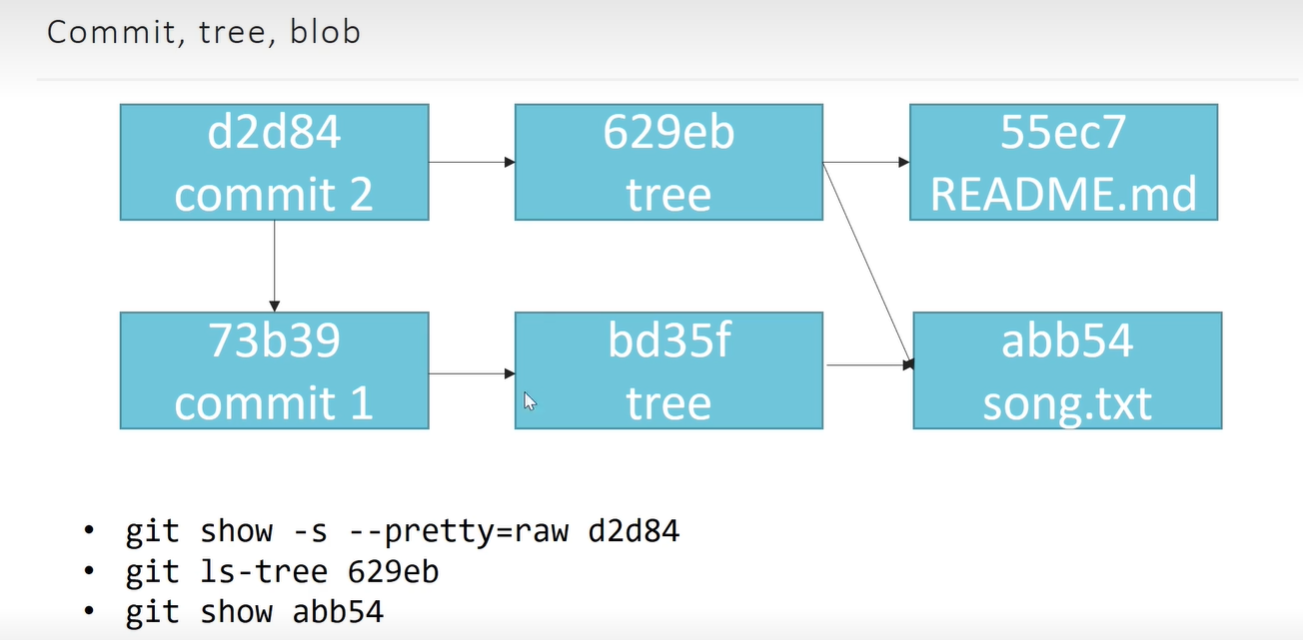 Commit, tree, blob
d2d84
commit 2
629eb
tree
55ec7
README.md
73b39
commit 1
bd35f
tree
abb54
song.txt
• git show -s --pretty=raw d2d84
• git ls-tree 629eb
• git show abb54